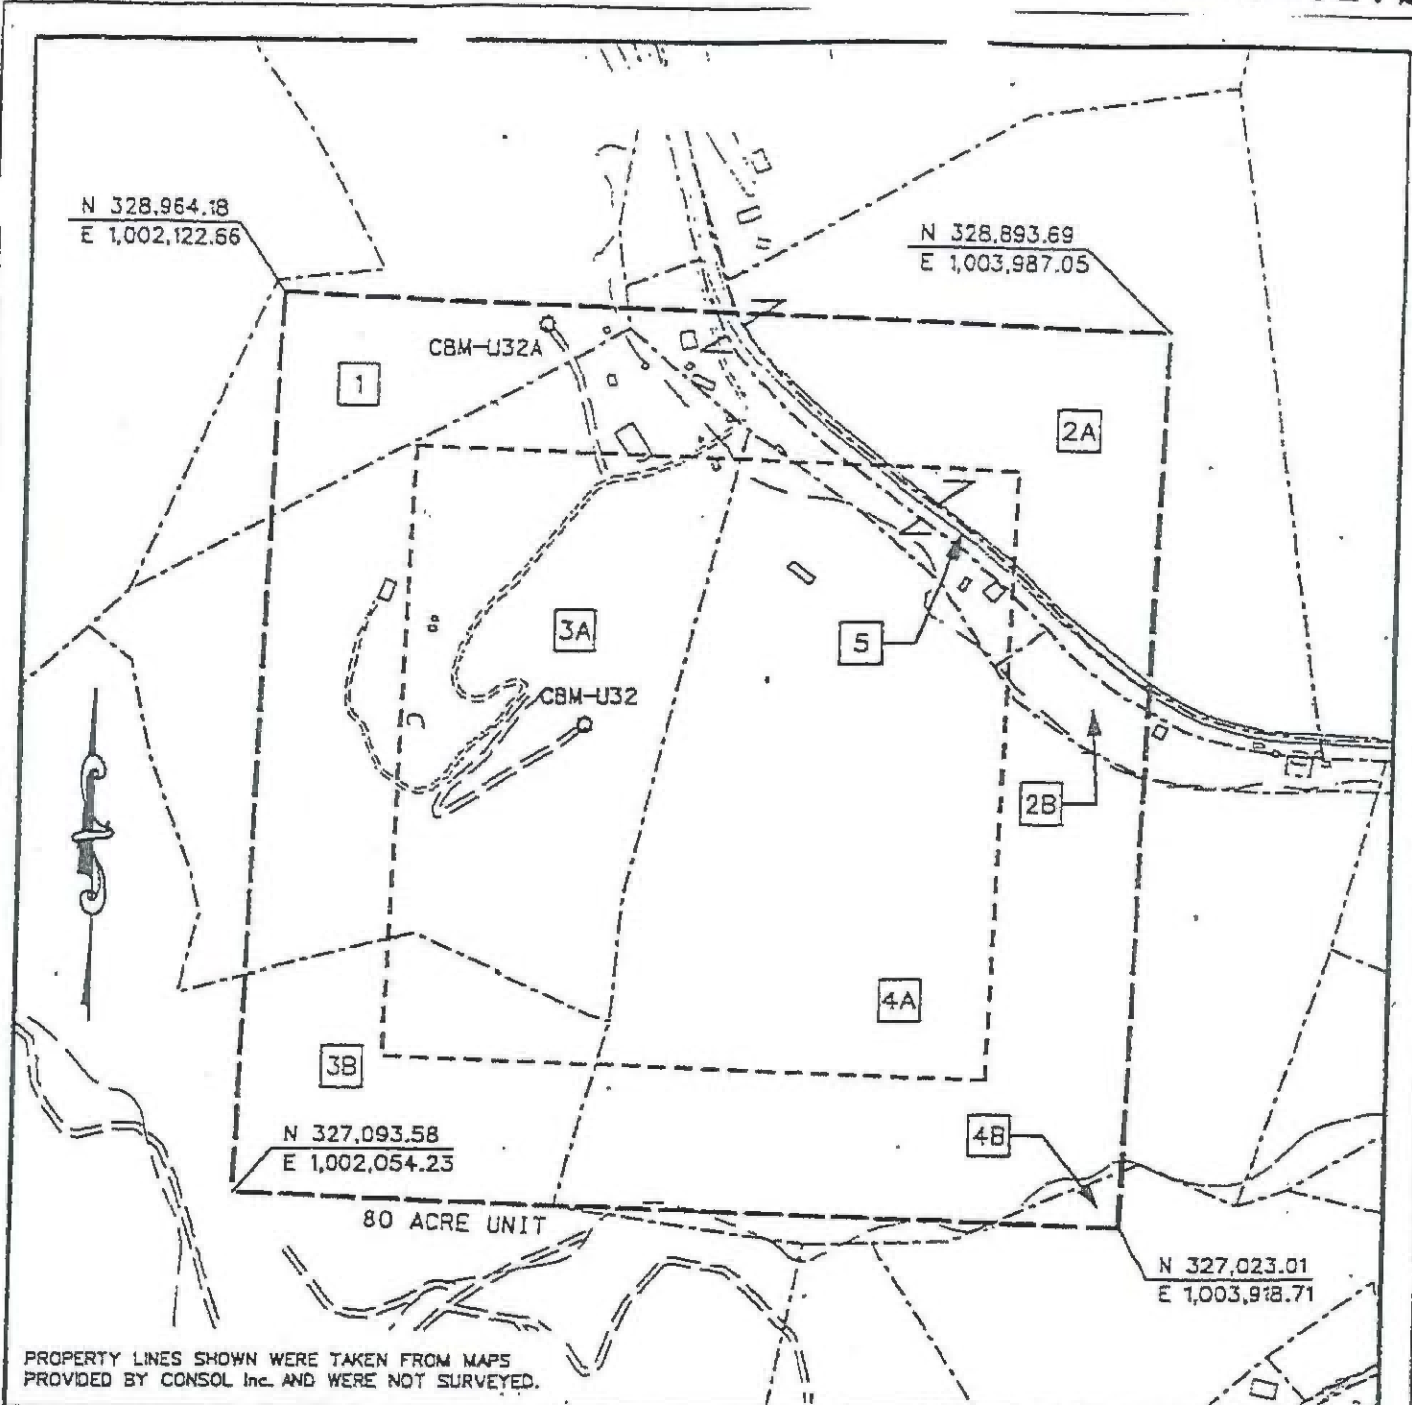 N 328,964.18
E 1,002,122.66
N 328,893.69
E 1,003,987.05
CBM-U32A
1
2A
3A
5
CBM-U32
2B
4A
3B
4B
N 327,093.58
E 1,002,054.23
80 ACRE UNIT
N 327,023.01
E 1,003,918.71
PROPERTY LINES SHOWN WERE TAKEN FROM MAPS
PROVIDED BY CONSOL Inc. AND WERE NOT SURVEYED.